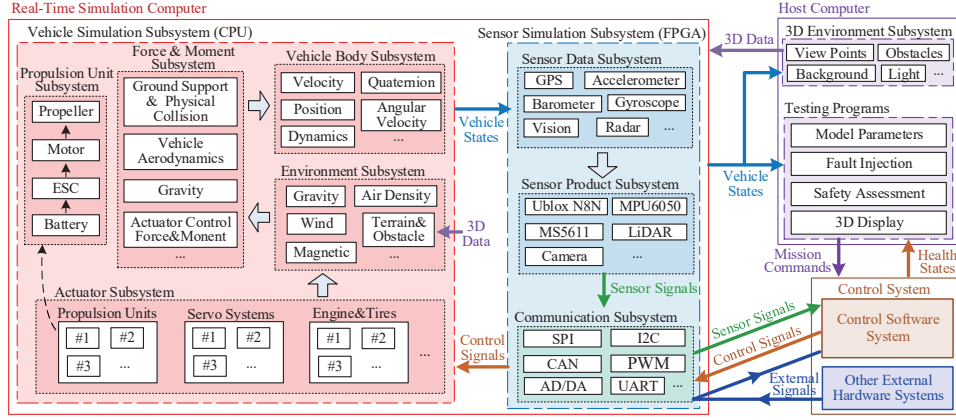 Real-Time Simulation Computer
Vehicle Simulation Subsystem (CPU)
Propulsion Unit
Subsystem
Propeller
Motor
ESC
Battery
Force & Moment
Subsystem
Ground Support
& Physical
Collision
Vehicle
Aerodynamics
Gravity
Actuator Control
Force&Monent
...
Vehicle Body Subsystem
Velocity
Quaternion
Position
Angular
Velocity
Dynamics
...
Environment Subsystem
Gravity
Air Density
Wind
Terrain&
Obstacle
Magnetic
...
3D
Data
Actuator Subsystem
Propulsion Units
#1
#2
#3
...
Servo Systems
#1
#2
#3
...
Engine&Tires
#1
#2
#3
...
...
Vehicle
States
Control
Signals
Sensor Simulation Subsystem (FPGA)
Sensor Data Subsystem
GPS
Accelerometer
Barometer
Gyroscope
Vision
Radar
...
Sensor Product Subsystem
Ublox N8N
MPU6050
MS5611
LiDAR
Camera
...
Sensor Signals
Communication Subsystem
SPI
I2C
CAN
PWM
AD/DA
UART
...
3D Data
Vehicle
States
Host Computer
3D Environment Subsystem
View Points
Obstacles
Background
Light
...
Testing Programs
Model Parameters
Fault Injection
Safety Assessment
3D Display
...
Mission
Commands
Health
States
Sensor Signals
Control Signals
External
Signals
Control System
Control Software
System
Other External
Hardware Systems